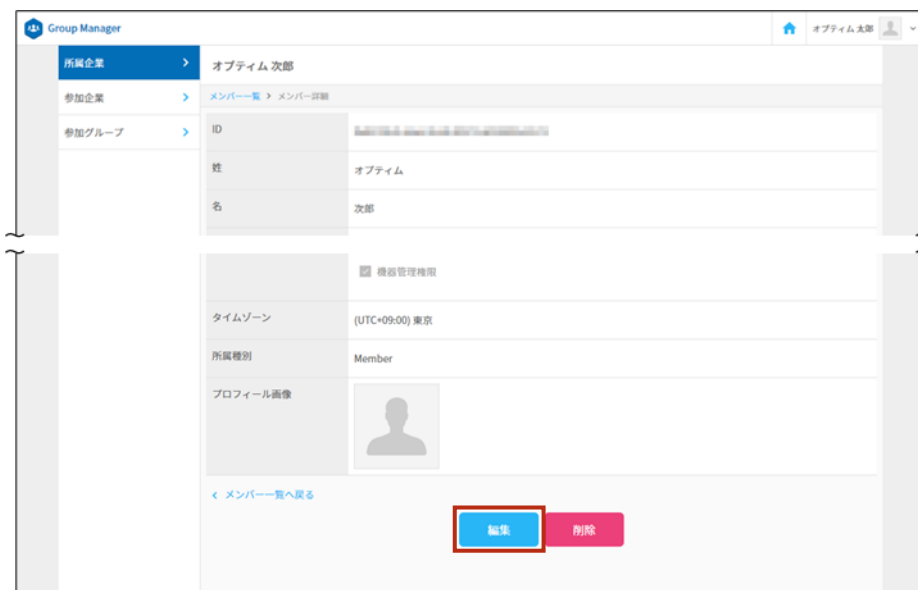 Group Manager
オプティム 太郎
所属企業
参加企業
参加グループ
オプティム 次郎
メンバー一覧 > メンバー詳細
ID
姓 オプティム
名 次郎
機器管理権限
タイムゾーン (UTC+09:00) 東京
所属種別 Member
プロフィール画像
メンバー一覧へ戻る
編集 削除